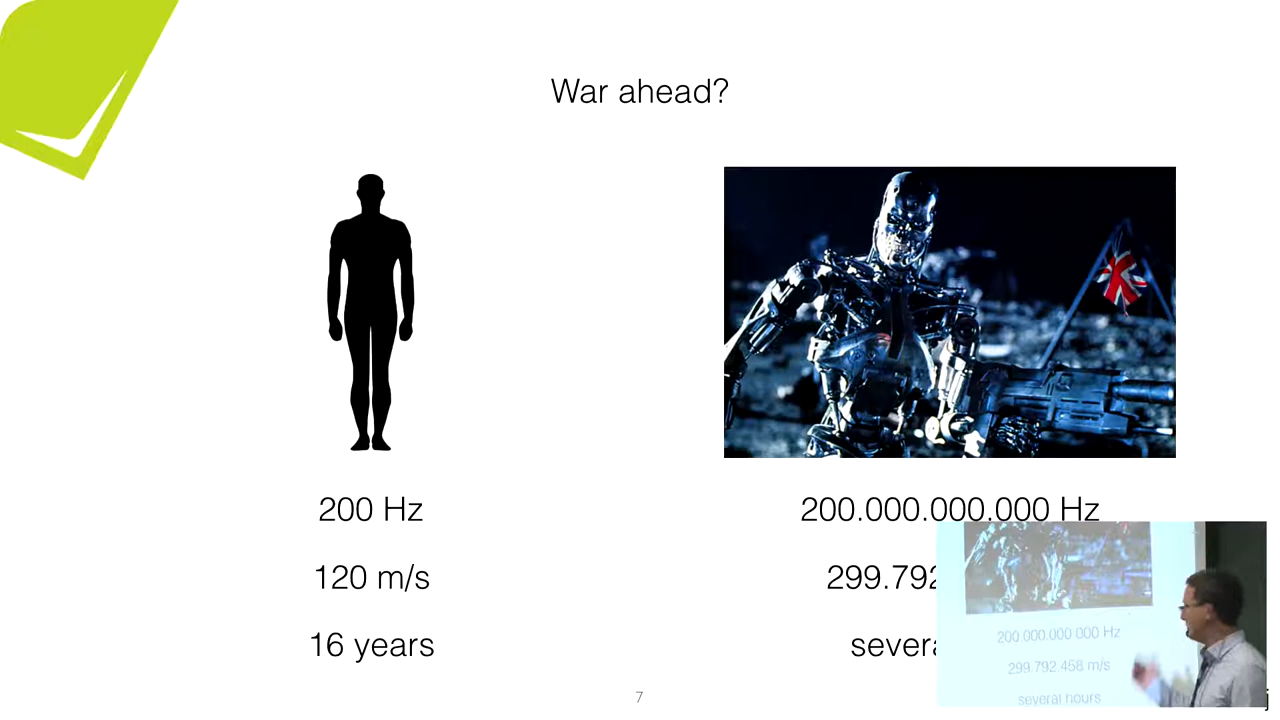 War ahead?
200 Hz
200.000.000.000 Hz
120 m/s
299.792
16 years
several
7
200.000.000.000 Hz
299.792.458 m/s
several hours